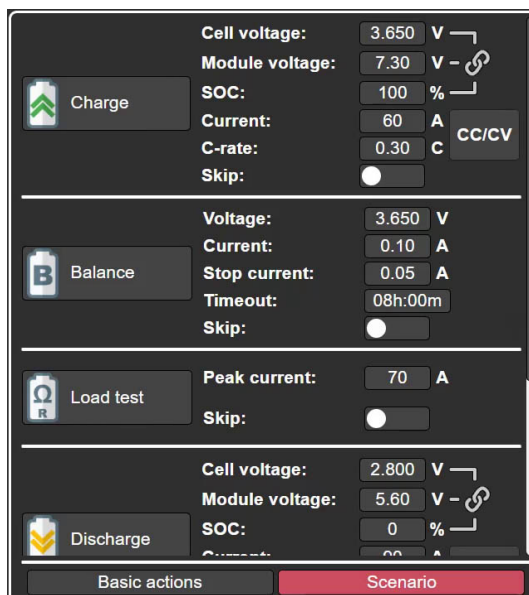 Cell voltage: 3.650 V
Module voltage: 7.30 V
Charge
SOC: 100 %
Current: 60 A
C-rate: 0.30 C
CC/CV
Skip:
Voltage: 3.650 V
Current: 0.10 A
B Balance
Stop current: 0.05 A
Timeout: 08h:00m
Skip:
Peak current: 70 A
Ω R
Load test
Skip:
Cell voltage: 2.800 V
Module voltage: 5.60 V
SOC: 0 %
Discharge
Current: A
Basic actions
Scenario